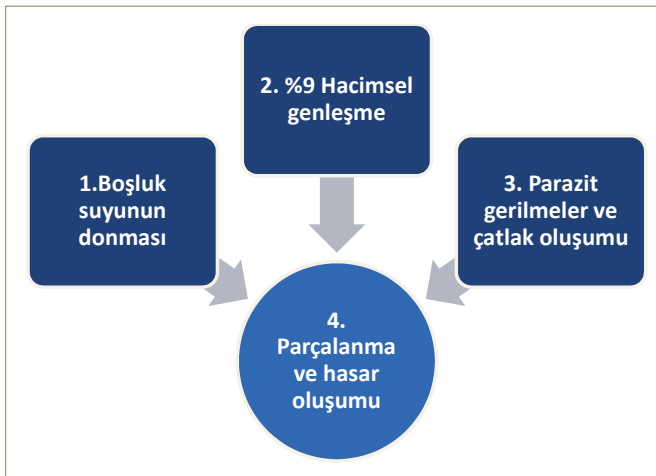 1.Boşluk
suyunun
donması
2. %9 Hacimsel
genleşme
3. Parazit
gerilmeler ve
çatlak oluşumu
4.
Parçalanma
ve hasar
oluşumu